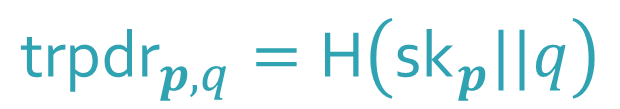 trpdr_{p,q} = H(sk_p||q)